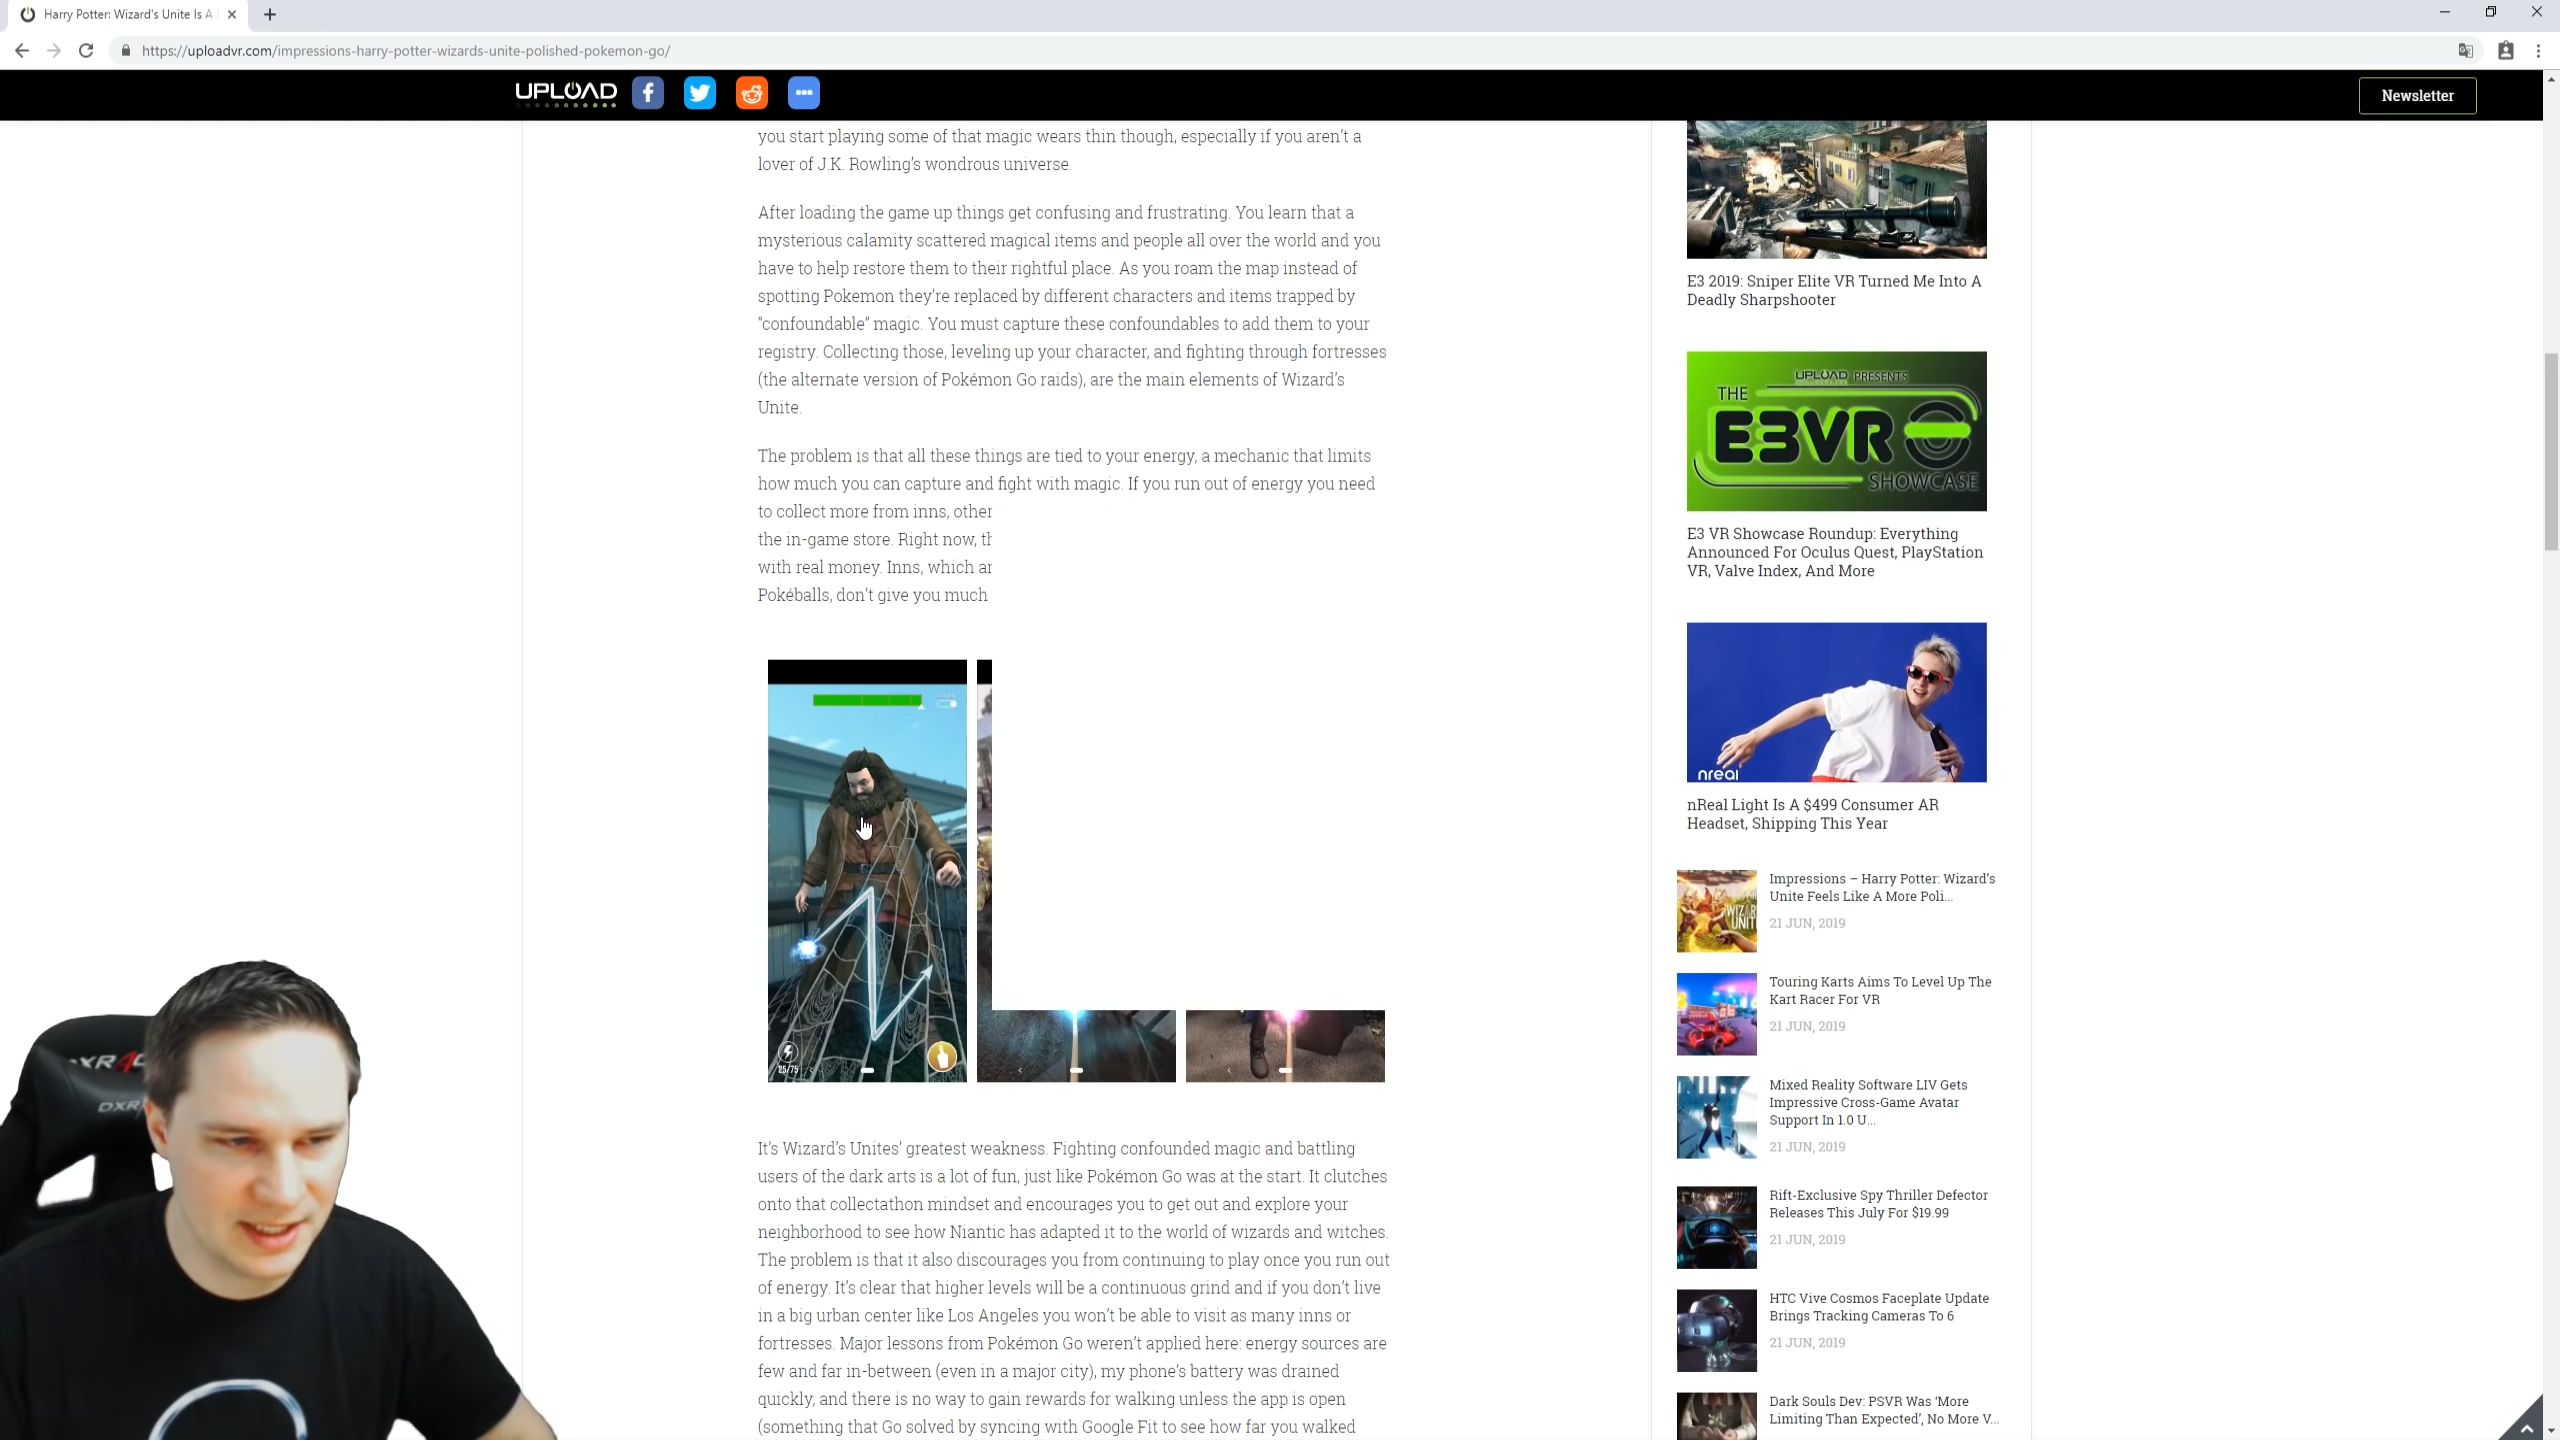 Harry Potter: Wizard's Unite Is A
https://uploadvr.com/impressions-harry-potter-wizards-unite-polished-pokemon-go/
UPLOAD
Newsletter
you start playing some of that magic wears thin though, especially if you aren't a
lover of J.K. Rowling's wondrous universe.
After loading the game up things get confusing and frustrating. You learn that a
mysterious calamity scattered magical items and people all over the world and you
have to help restore them to their rightful place. As you roam the map instead of
spotting Pokemon they're replaced by different characters and items trapped by
"confoundable" magic. You must capture these confoundables to add them to your
registry. Collecting those, leveling up your character, and fighting through fortresses
(the alternate version of Pokémon Go raids), are the main elements of Wizard's
Unite.
The problem is that all these things are tied to your energy, a mechanic that limits
how much you can capture and fight with magic. If you run out of energy you need
to collect more from inns, other
the in-game store. Right now, th
with real money. Inns, which ar
Pokéballs, don't give you much
25/75
It's Wizard's Unites' greatest weakness. Fighting confounded magic and battling
users of the dark arts is a lot of fun, just like Pokémon Go was at the start. It clutches
onto that collectathon mindset and encourages you to get out and explore your
neighborhood to see how Niantic has adapted it to the world of wizards and witches.
The problem is that it also discourages you from continuing to play once you run out
of energy. It's clear that higher levels will be a continuous grind and if you don't live
in a big urban center like Los Angeles you won't be able to visit as many inns or
fortresses. Major lessons from Pokémon Go weren't applied here: energy sources are
few and far in-between (even in a major city), my phone's battery was drained
quickly, and there is no way to gain rewards for walking unless the app is open
(something that Go solved by syncing with Google Fit to see how far you walked
E3 2019: Sniper Elite VR Turned Me Into A
Deadly Sharpshooter
UPLOAD PRESENTS
THE
E3VR
SHOWCASE
E3 VR Showcase Roundup: Everything
Announced For Oculus Quest, PlayStation
VR, Valve Index, And More
nreal
nReal Light Is A $499 Consumer AR
Headset, Shipping This Year
Impressions – Harry Potter: Wizard's
Unite Feels Like A More Poli...
21 JUN, 2019
Touring Karts Aims To Level Up The
Kart Racer For VR
21 JUN, 2019
Mixed Reality Software LIV Gets
Impressive Cross-Game Avatar
Support In 1.0 U...
21 JUN, 2019
Rift-Exclusive Spy Thriller Defector
Releases This July For $19.99
21 JUN, 2019
HTC Vive Cosmos Faceplate Update
Brings Tracking Cameras To 6
21 JUN, 2019
Dark Souls Dev: PSVR Was 'More
Limiting Than Expected', No More V...